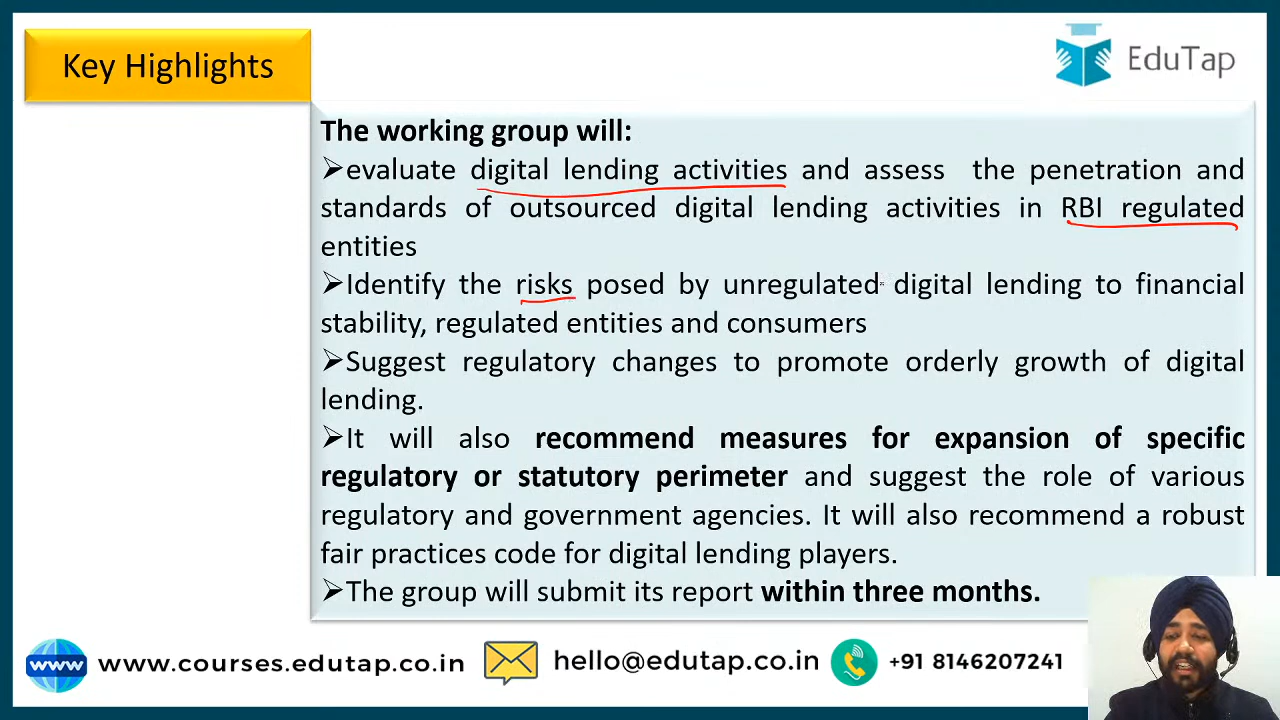 Key Highlights
EduTap
The working group will:
➢evaluate digital lending activities and assess the penetration and
standards of outsourced digital lending activities in RBI regulated
entities
➢Identify the risks posed by unregulated digital lending to financial
stability, regulated entities and consumers
➢Suggest regulatory changes to promote orderly growth of digital
lending.
➢It will also recommend measures for expansion of specific
regulatory or statutory perimeter and suggest the role of various
regulatory and government agencies. It will also recommend a robust
fair practices code for digital lending players.
➢The group will submit its report within three months.
www www.courses.edutap.co.in hello@edutap.co.in +91 8146207241